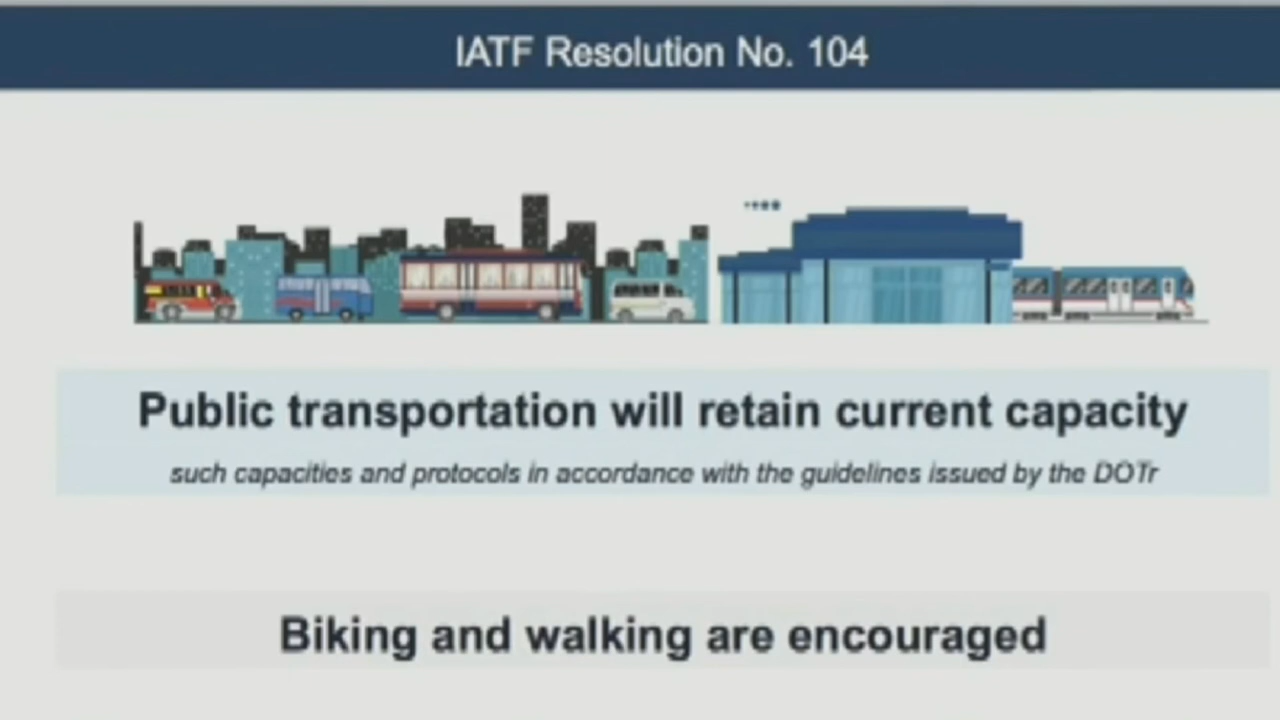 IATF Resolution No. 104
Public transportation will retain current capacity
such capacities and protocols in accordance with the guidelines issued by the DOTr
Biking and walking are encouraged